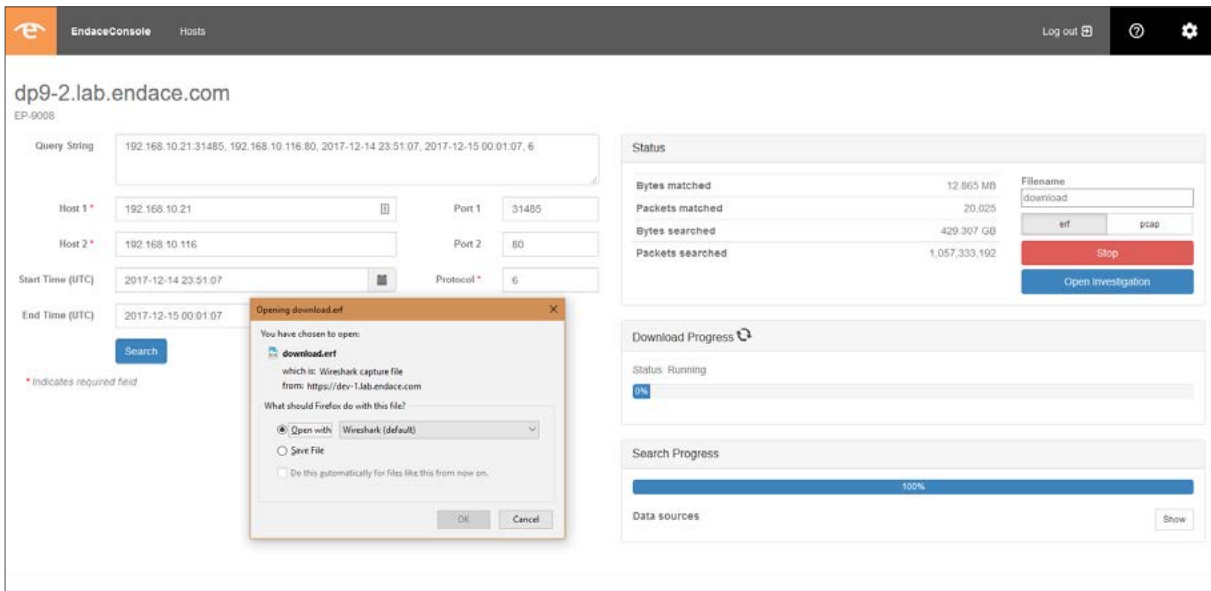 e EndaceConsole Hosts Log out
dp9-2.lab.endace.com
EP-9008
Query String 192.168.10.21:31485, 192.168.10.116:80, 2017-12-14 23:51:07, 2017-12-15 00:01:07, 6
Host 1 * 192.168.10.21 Port 1 31485
Host 2 * 192.168.10.116 Port 2 80
Start Time (UTC) 2017-12-14 23:51:07 Protocol * 6
End Time (UTC) 2017-12-15 00:01:07
Search
* Indicates required field
Opening download.erf
You have chosen to open:
download.erf
which is: Wireshark capture file
from: https://dev-1.lab.endace.com
What should Firefox do with this file?
Open with Wireshark (default)
Save File
Do this automatically for files like this from now on.
OK Cancel
Status
Bytes matched 12.865 MB
Packets matched 20,025
Bytes searched 429.307 GB
Packets searched 1,057,333,192
Filename
download
erf pcap
Stop
Open Investigation
Download Progress
Status: Running
0%
Search Progress
100%
Data sources Show